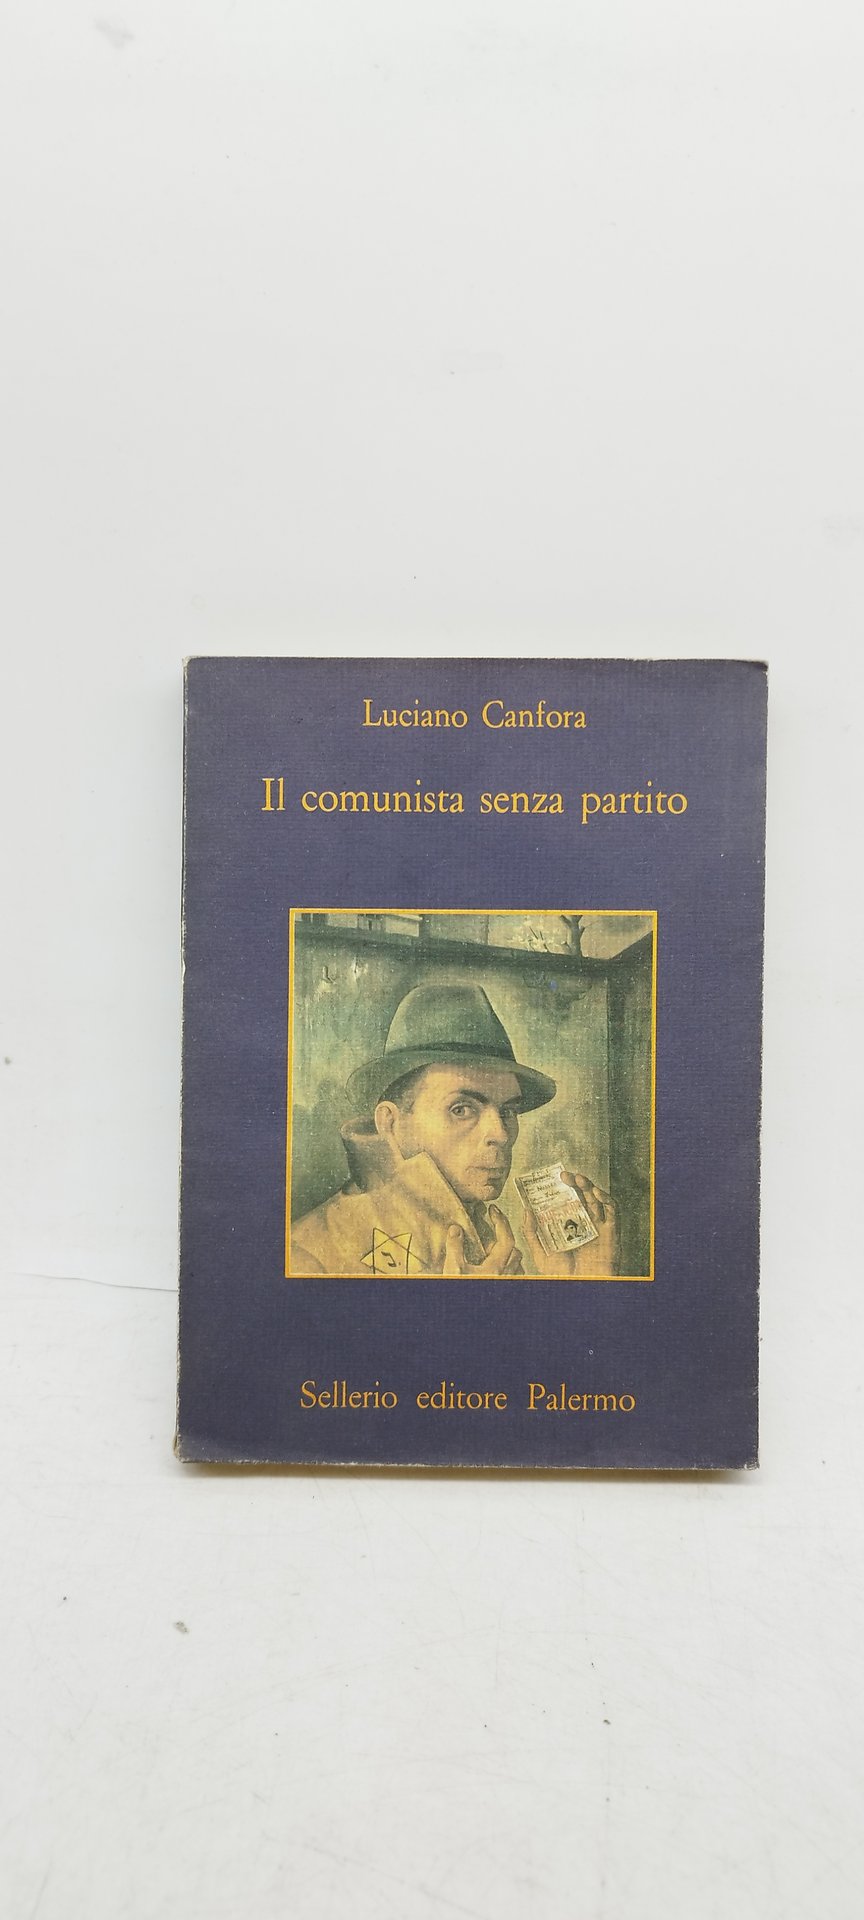 Luciano Canfora
Il comunista senza partito
Sellerio editore Palermo